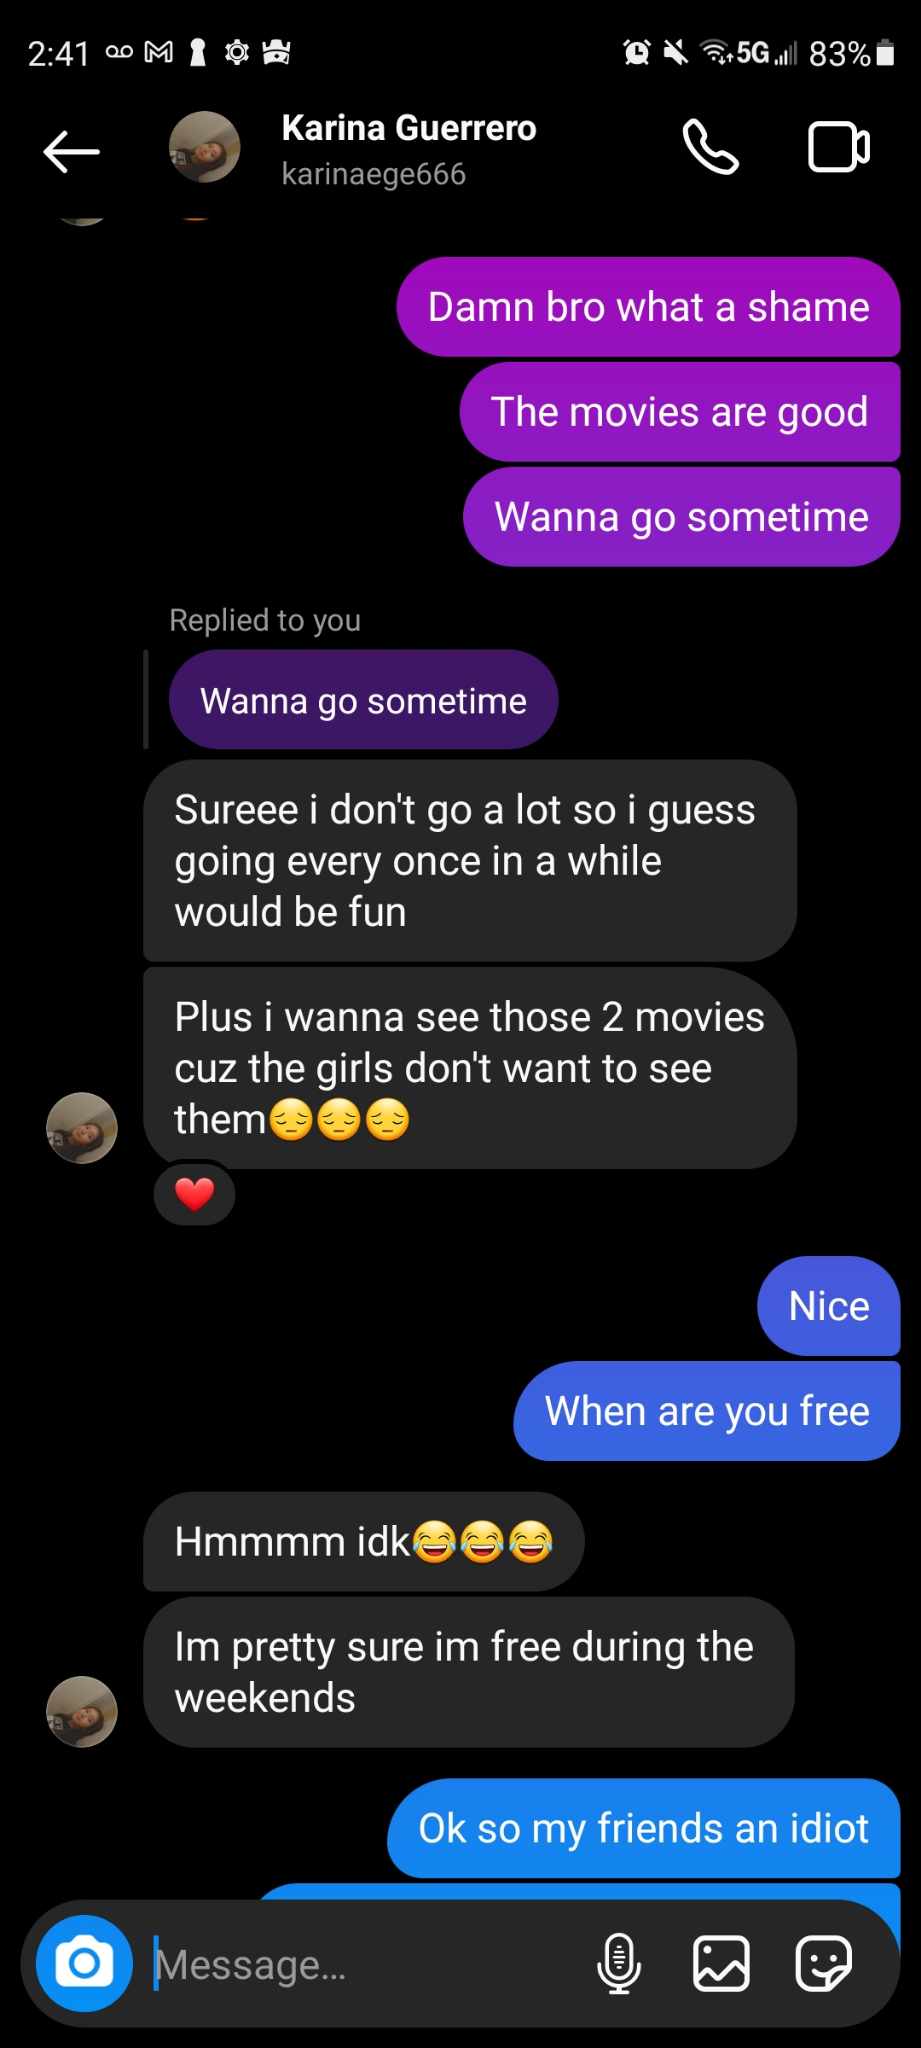 2:41
5G 83%
Karina Guerrero
karinaege666
Damn bro what a shame
The movies are good
Wanna go sometime
Replied to you
Wanna go sometime
Sureee i don't go a lot so i guess
going every once in a while
would be fun
Plus i wanna see those 2 movies
cuz the girls don't want to see
them😔😔😔
❤️
Nice
When are you free
Hmmmm idk😂😂😂
Im pretty sure im free during the
weekends
Ok so my friends an idiot
Message...